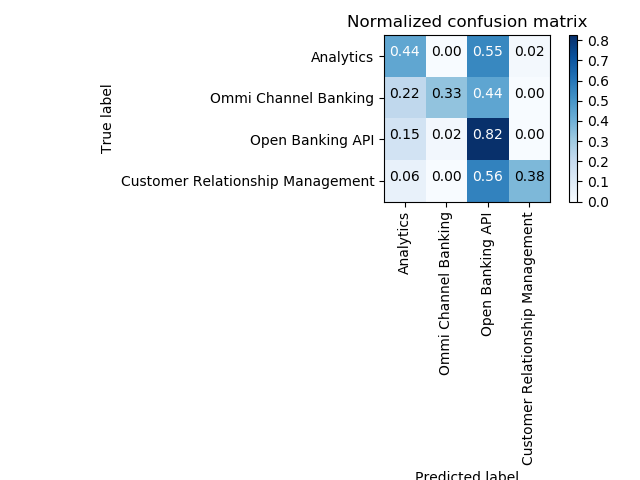 Normalized confusion matrix
True label
Analytics 0.44 0.00 0.55 0.02
Ommi Channel Banking 0.22 0.33 0.44 0.00
Open Banking API 0.15 0.02 0.82 0.00
Customer Relationship Management 0.06 0.00 0.56 0.38
0.8
0.7
0.6
0.5
0.4
0.3
0.2
0.1
0.0
Analytics
Ommi Channel Banking
Open Banking API
Customer Relationship Management
Predicted label